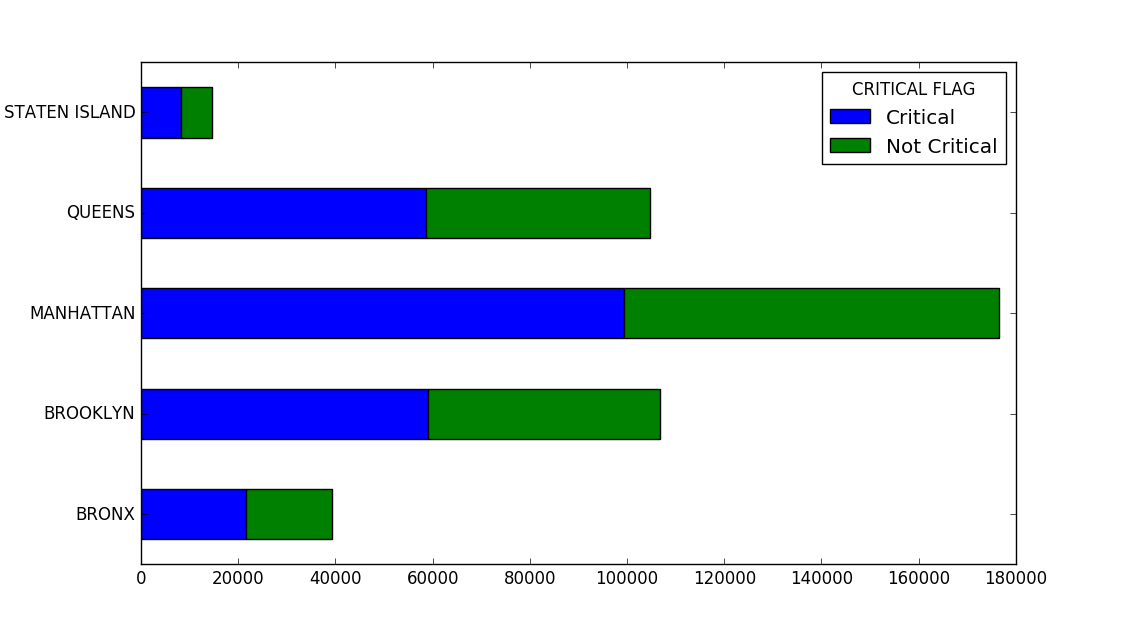 CRITICAL FLAG
Critical
Not Critical
STATEN ISLAND
QUEENS
MANHATTAN
BROOKLYN
BRONX
0 20000 40000 60000 80000 100000 120000 140000 160000 180000